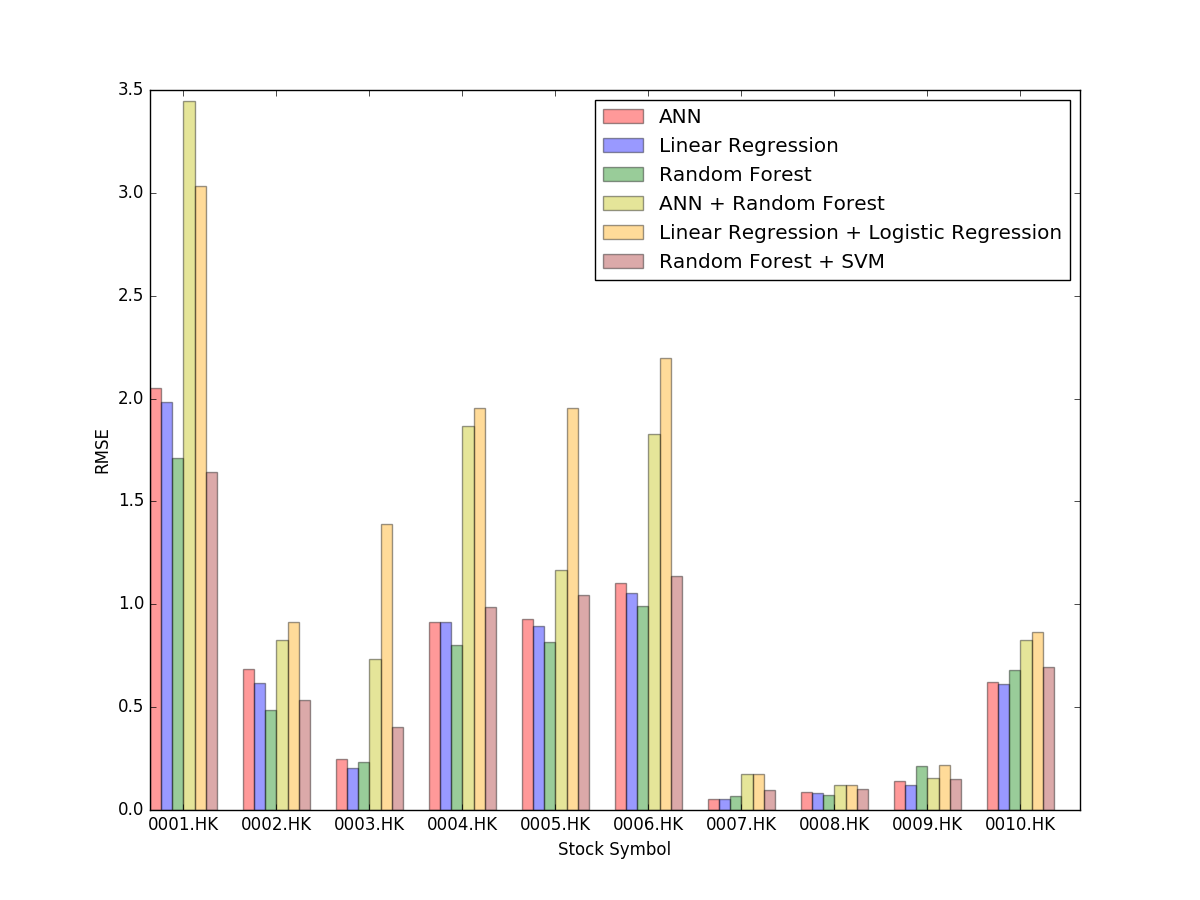 3.5
3.0
2.5
2.0
1.5
1.0
0.5
0.0
RMSE
ANN
Linear Regression
Random Forest
ANN + Random Forest
Linear Regression + Logistic Regression
Random Forest + SVM
0001.HK 0002.HK 0003.HK 0004.HK 0005.HK 0006.HK 0007.HK 0008.HK 0009.HK 0010.HK
Stock Symbol